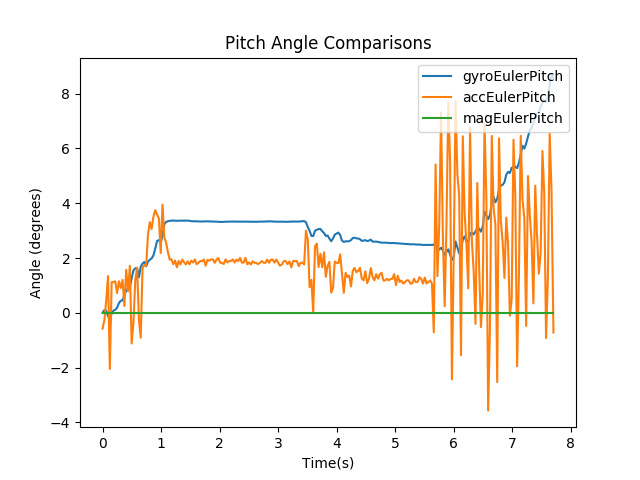 Pitch Angle Comparisons
gyroEulerPitch
accEulerPitch
magEulerPitch
Angle (degrees)
8
6
4
2
0
−2
−4
0 1 2 3 4 5 6 7 8
Time(s)